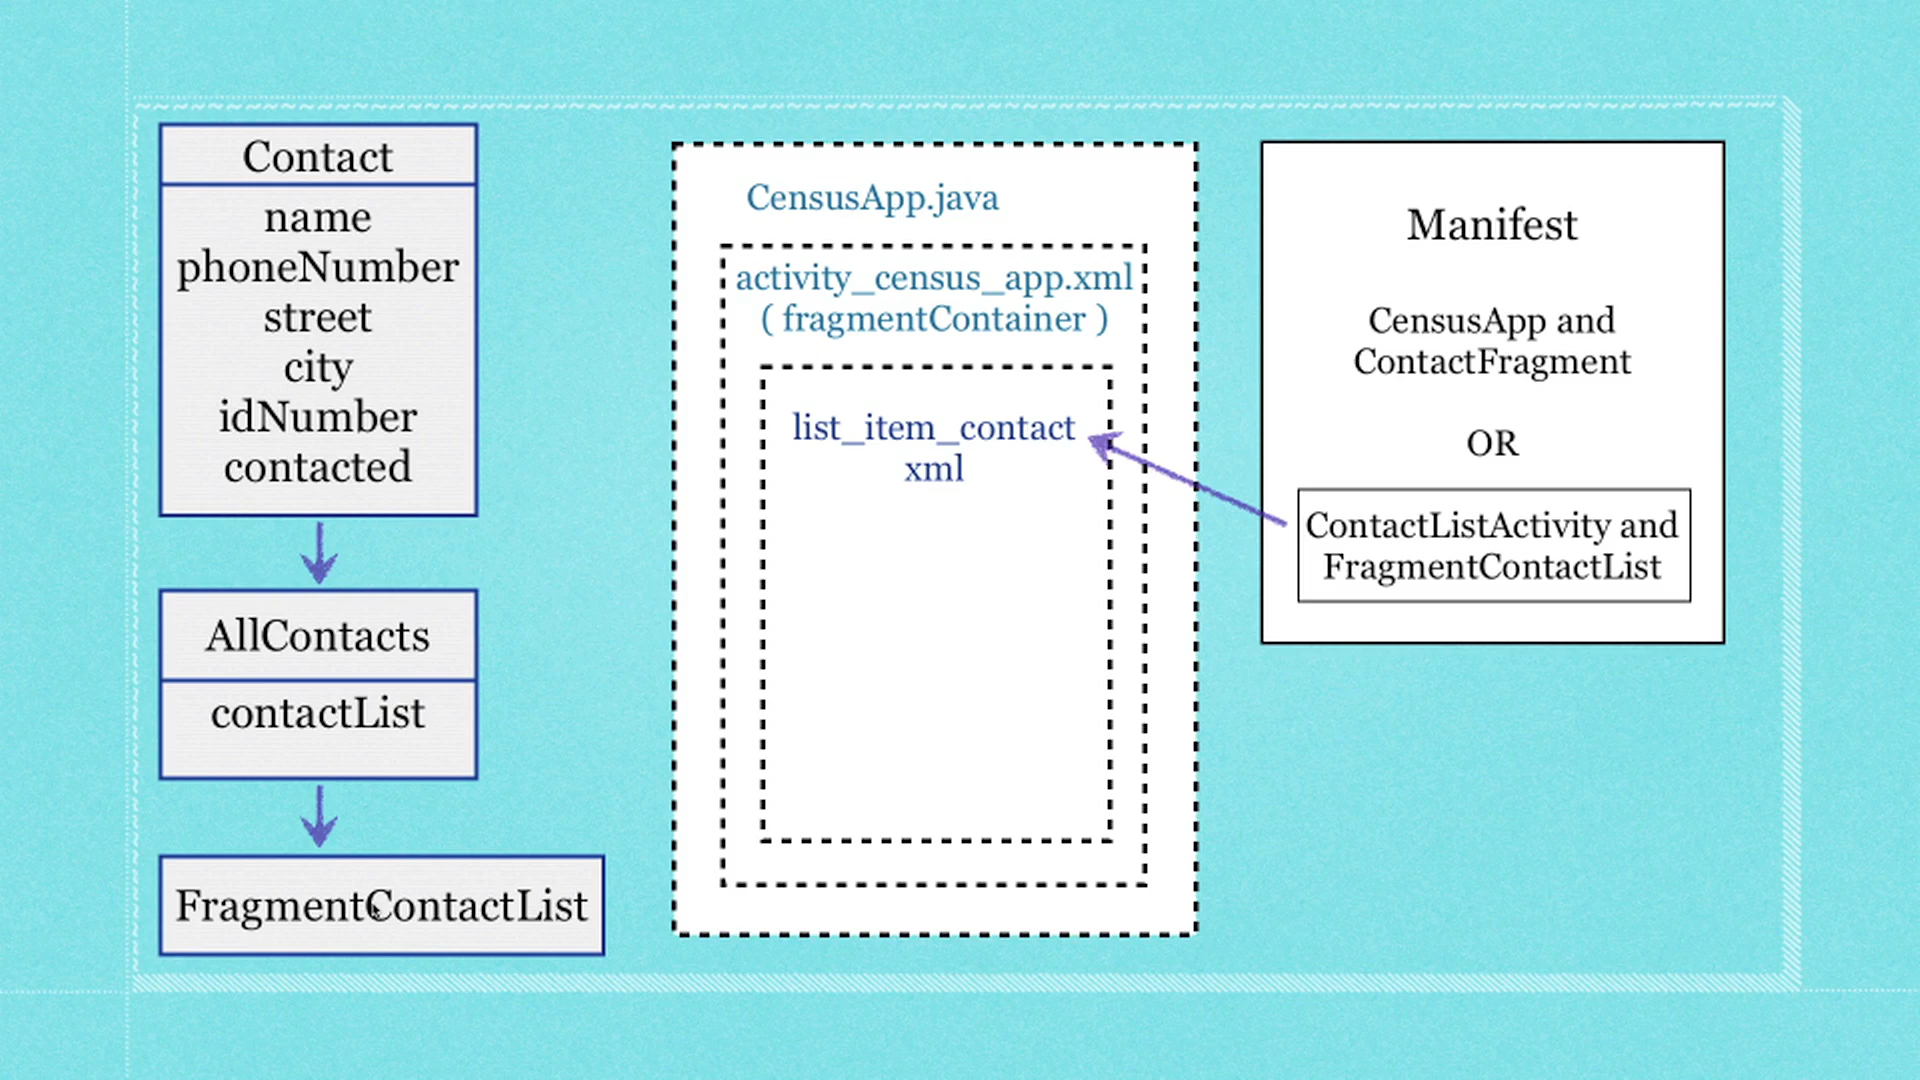 Contact
name
phoneNumber
street
city
idNumber
contacted
AllContacts
contactList
FragmentContactList
CensusApp.java
activity_census_app.xml
( fragmentContainer )
list_item_contact
xml
Manifest
CensusApp and
ContactFragment
OR
ContactListActivity and
FragmentContactList